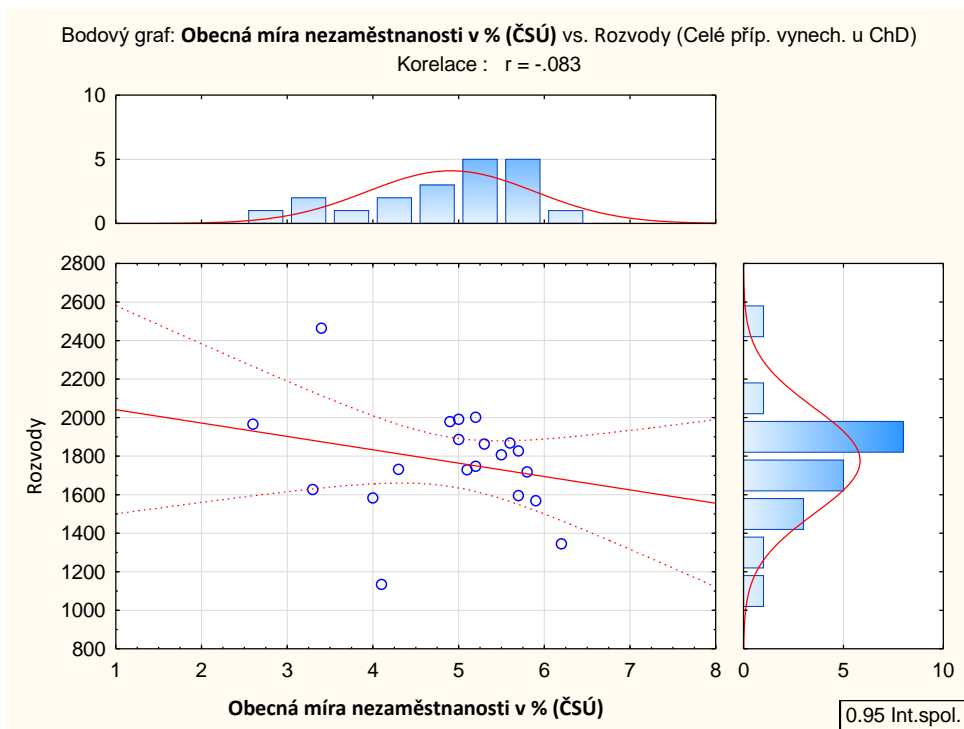 Bodový graf: Obecná míra nezaměstnanosti v % (ČSÚ) vs. Rozvody (Celé příp. vynech. u ChD)
Korelace : r = -.083
10
5
0
2800
2600
2400
2200
2000
1800
1600
1400
1200
1000
800
Rozvody
1 2 3 4 5 6 7 8
0 5 10
Obecná míra nezaměstnanosti v % (ČSÚ)
0.95 Int.spol.